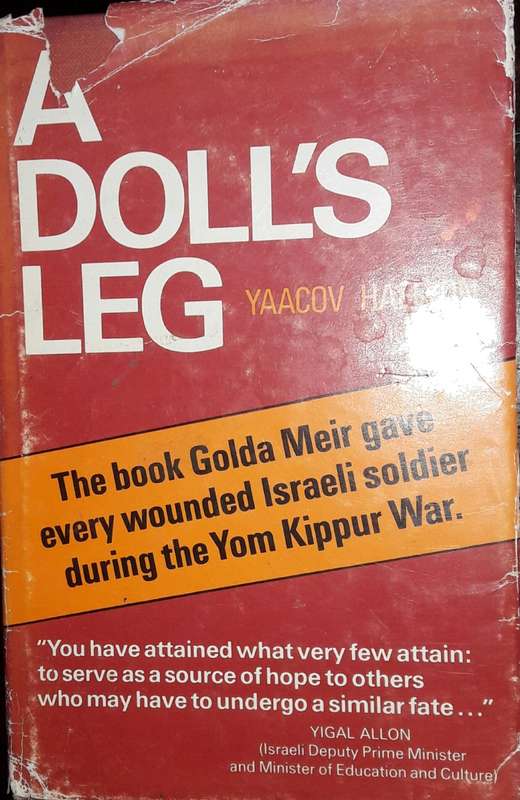 A
DOLL'S
LEG
YAACOV
The book Golda Meir gave
every wounded Israeli soldier
during the Yom Kippur War.
"You have attained what very few attain:
to serve as a source of hope to others
who may have to undergo a similar fate..."
YIGAL ALLON
(Israeli Deputy Prime Minister
and Minister of Education and Culture)